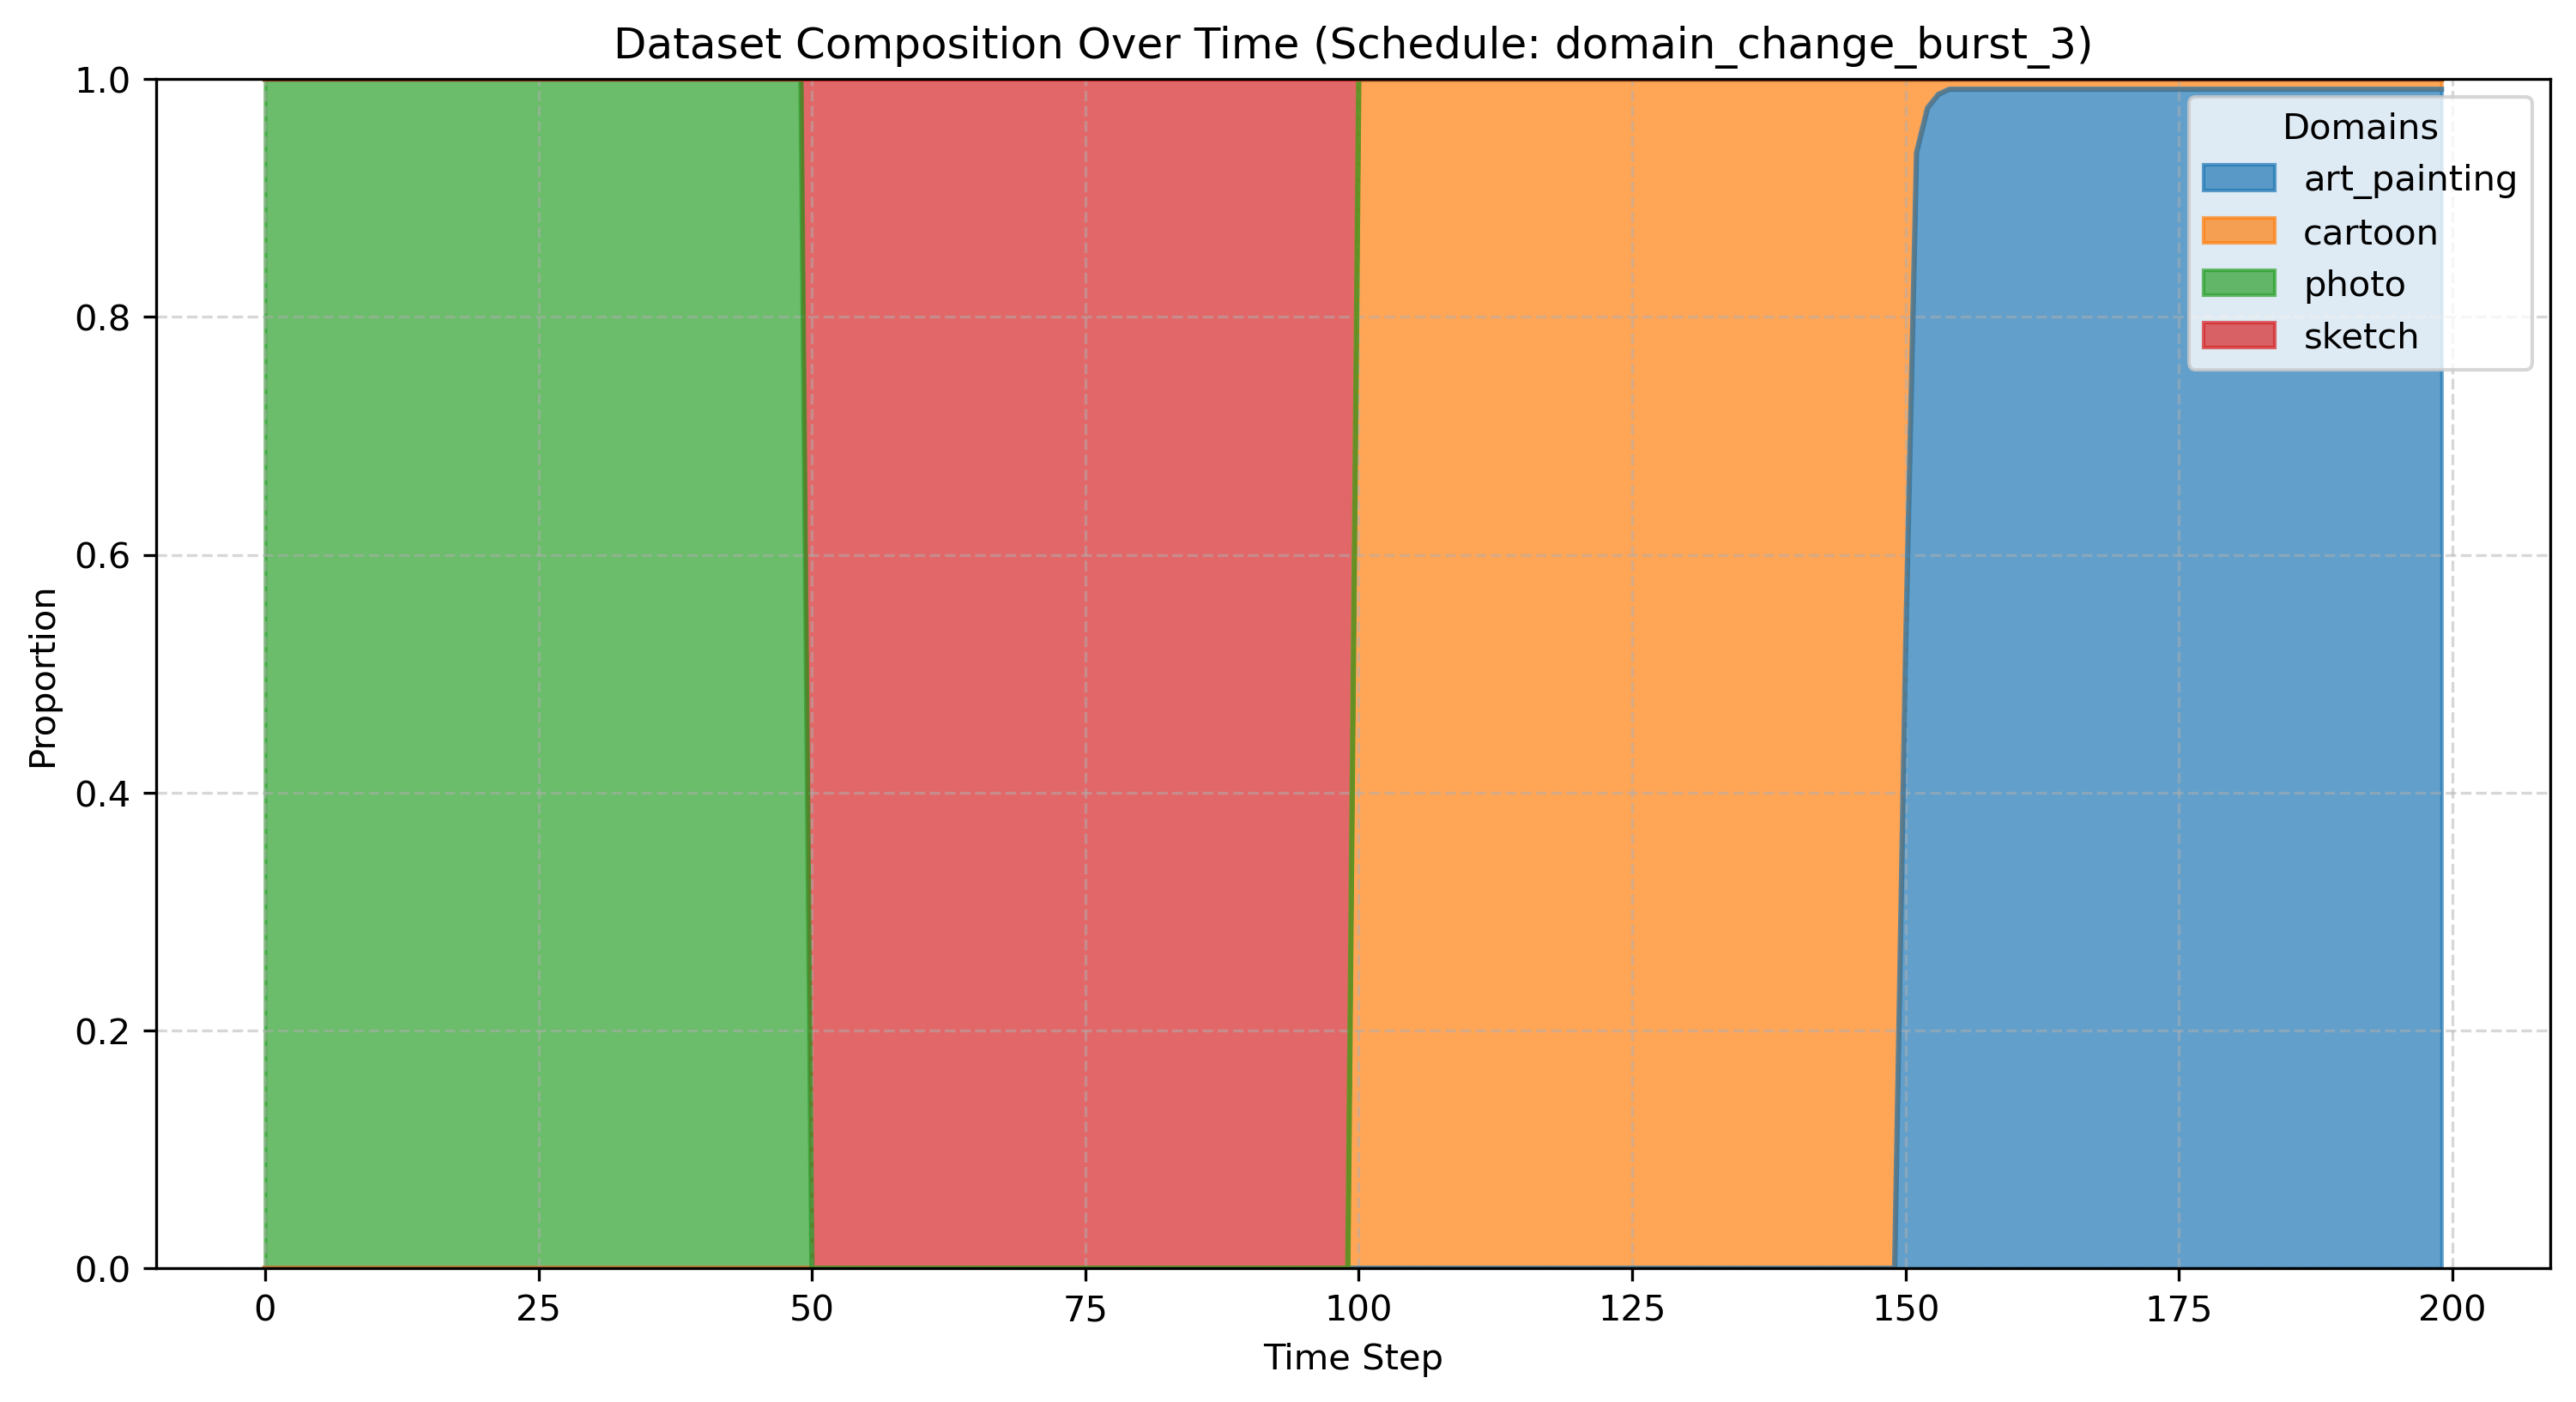 Dataset Composition Over Time (Schedule: domain_change_burst_3)
1.0
0.8
0.6
0.4
0.2
0.0
Proportion
Domains
art_painting
cartoon
photo
sketch
0 25 50 75 100 125 150 175 200
Time Step